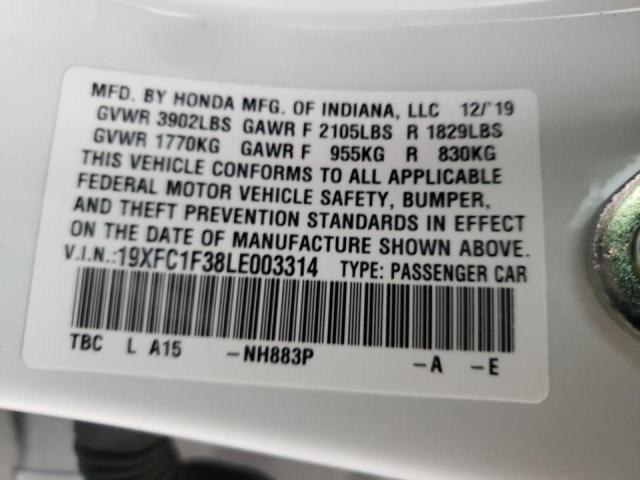 MFD. BY HONDA MFG. OF INDIANA, LLC 12/'19
GVWR 3902LBS GAWR F 2105LBS R 1829LBS
GVWR 1770KG GAWR F 955KG R 830KG
THIS VEHICLE CONFORMS TO ALL APPLICABLE
FEDERAL MOTOR VEHICLE SAFETY, BUMPER,
AND THEFT PREVENTION STANDARDS IN EFFECT
ON THE DATE OF MANUFACTURE SHOWN ABOVE.
V.I.N.:19XFC1F38LE003314 TYPE: PASSENGER CAR
TBC L A15 -NH883P -A -E